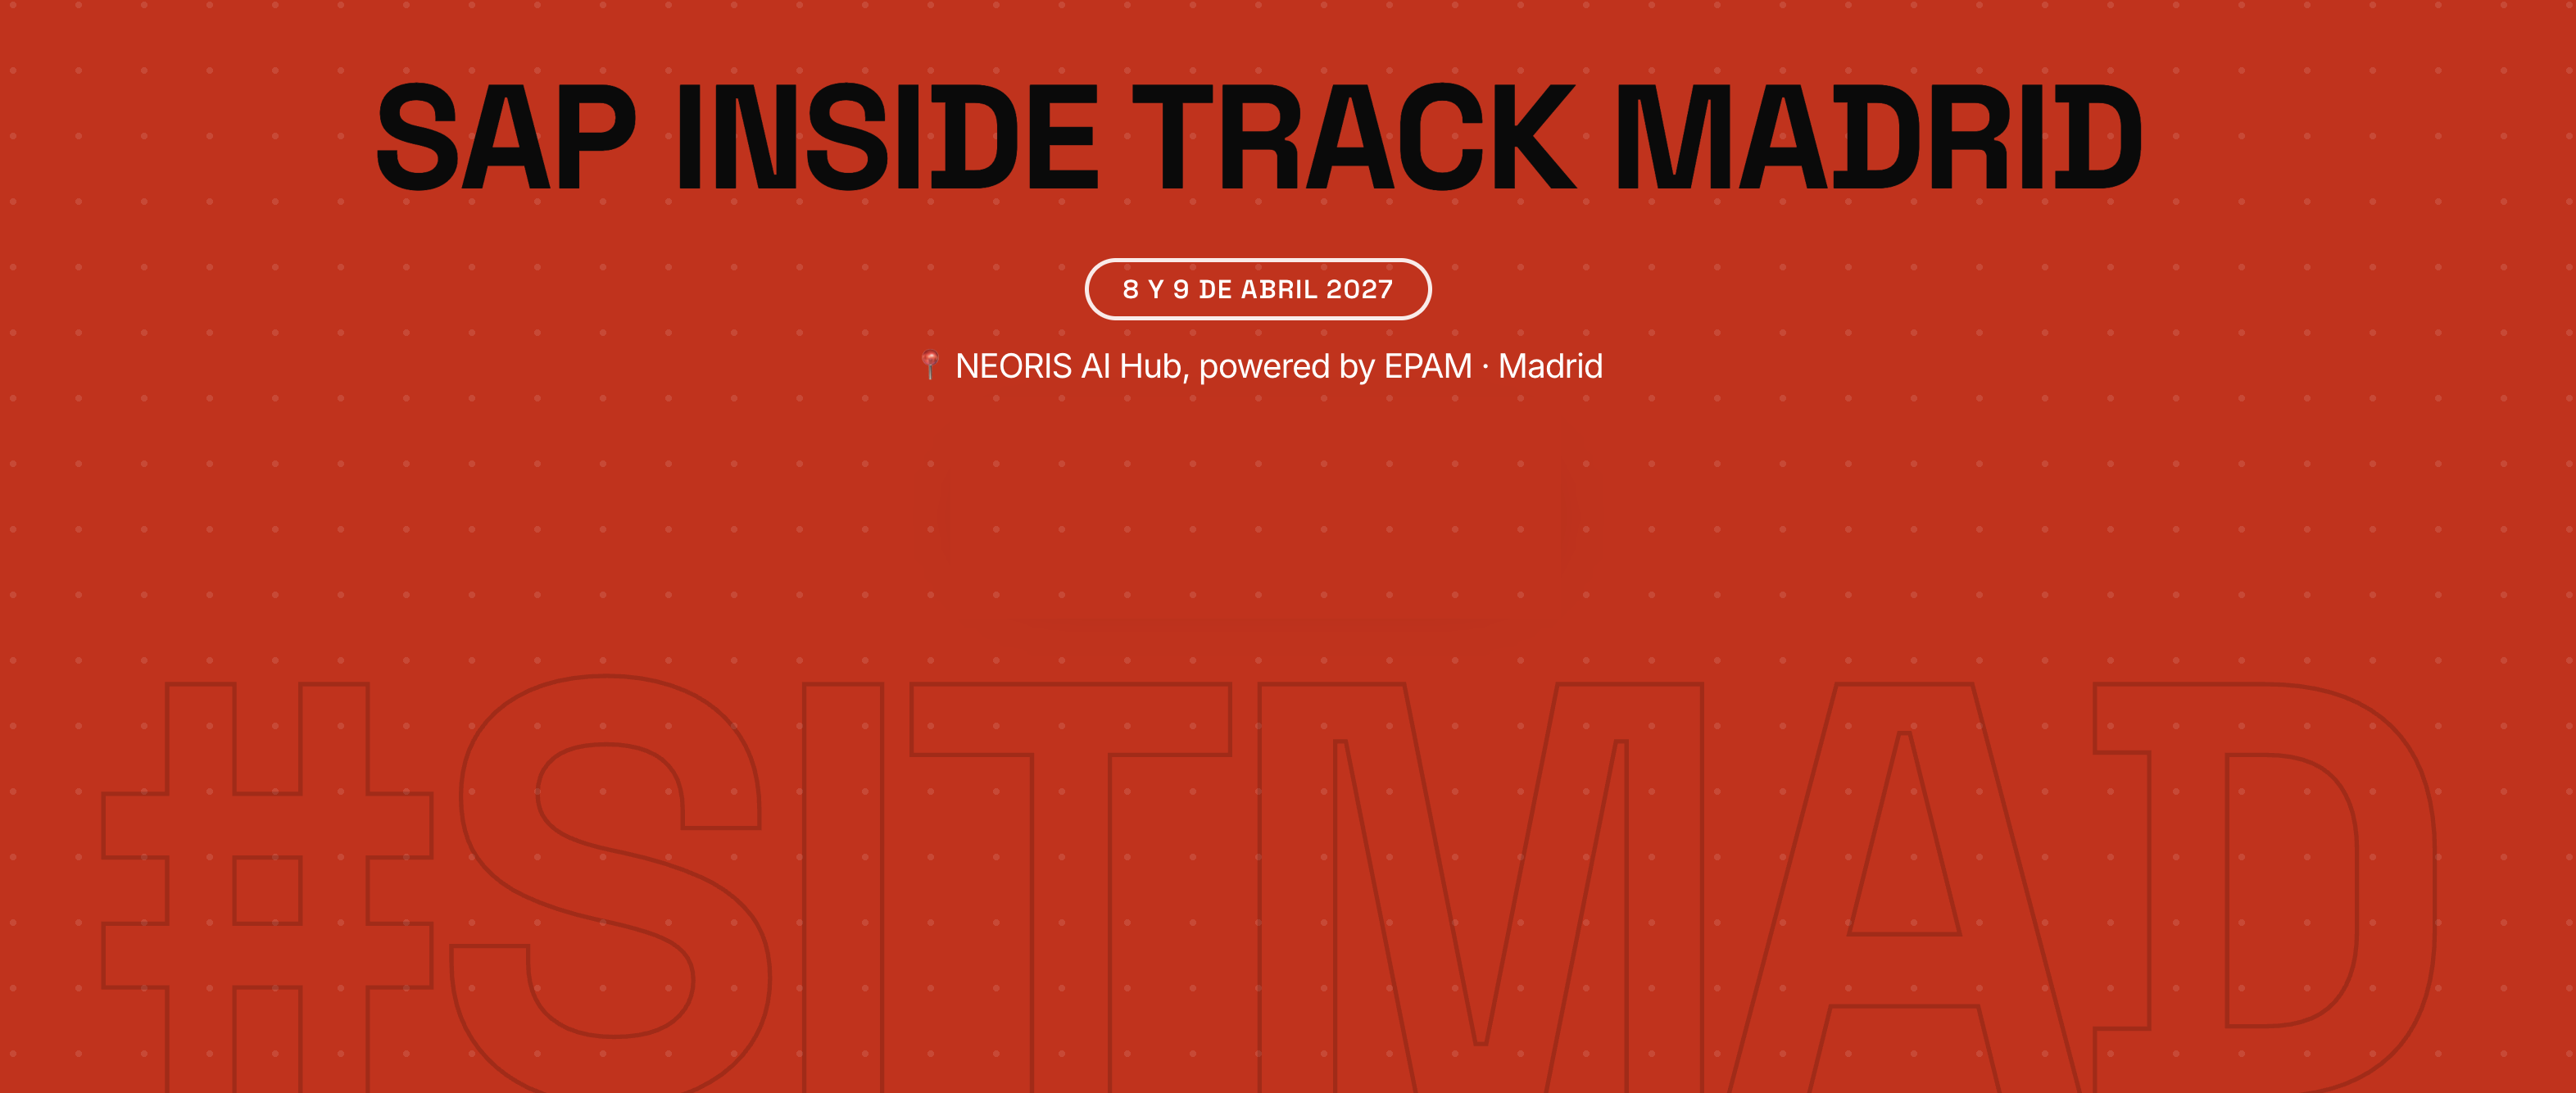 SAP INSIDE TRACK MADRID
8 Y 9 DE ABRIL 2027
📍 NEORIS AI Hub, powered by EPAM · Madrid
#SITMAD